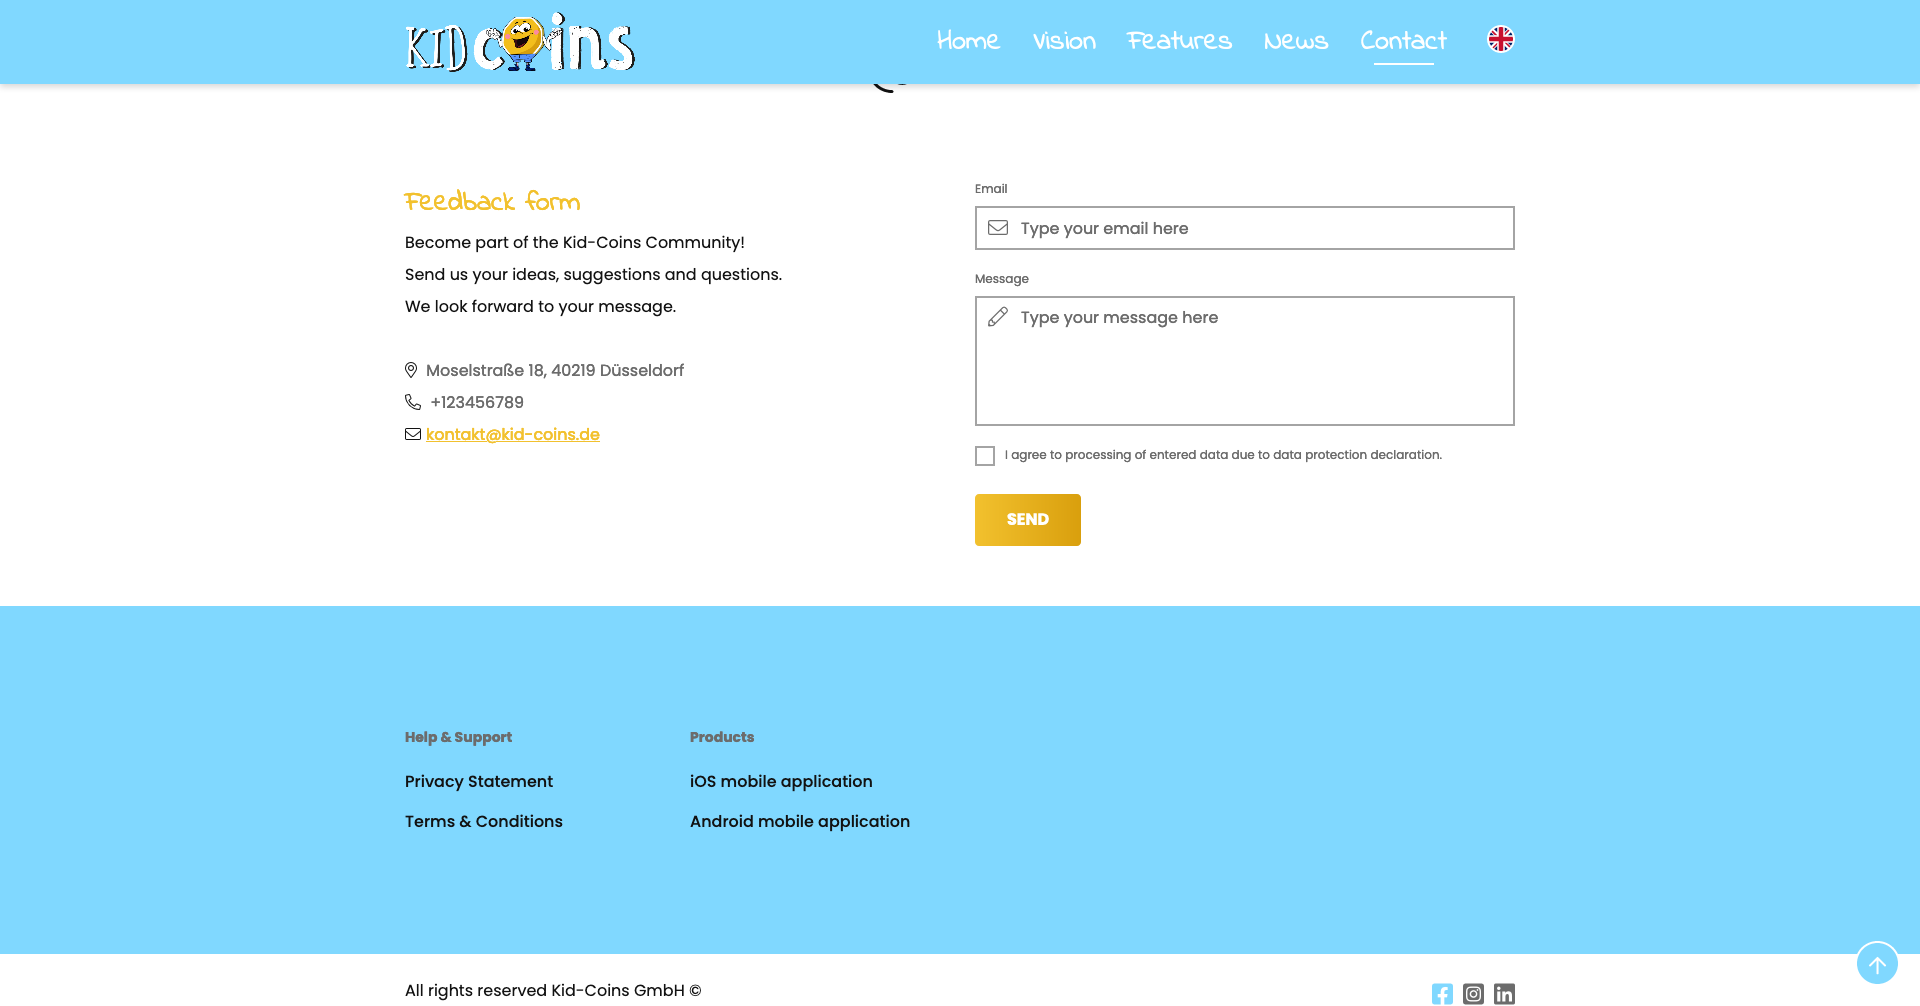 KID coins
Home Vision Features News Contact
Feedback form
Become part of the Kid-Coins Community!
Send us your ideas, suggestions and questions.
We look forward to your message.
Moselstraße 18, 40219 Düsseldorf
+123456789
kontakt@kid-coins.de
Email
Type your email here
Message
Type your message here
I agree to processing of entered data due to data protection declaration.
SEND
Help & Support
Privacy Statement
Terms & Conditions
Products
iOS mobile application
Android mobile application
All rights reserved Kid-Coins GmbH ©